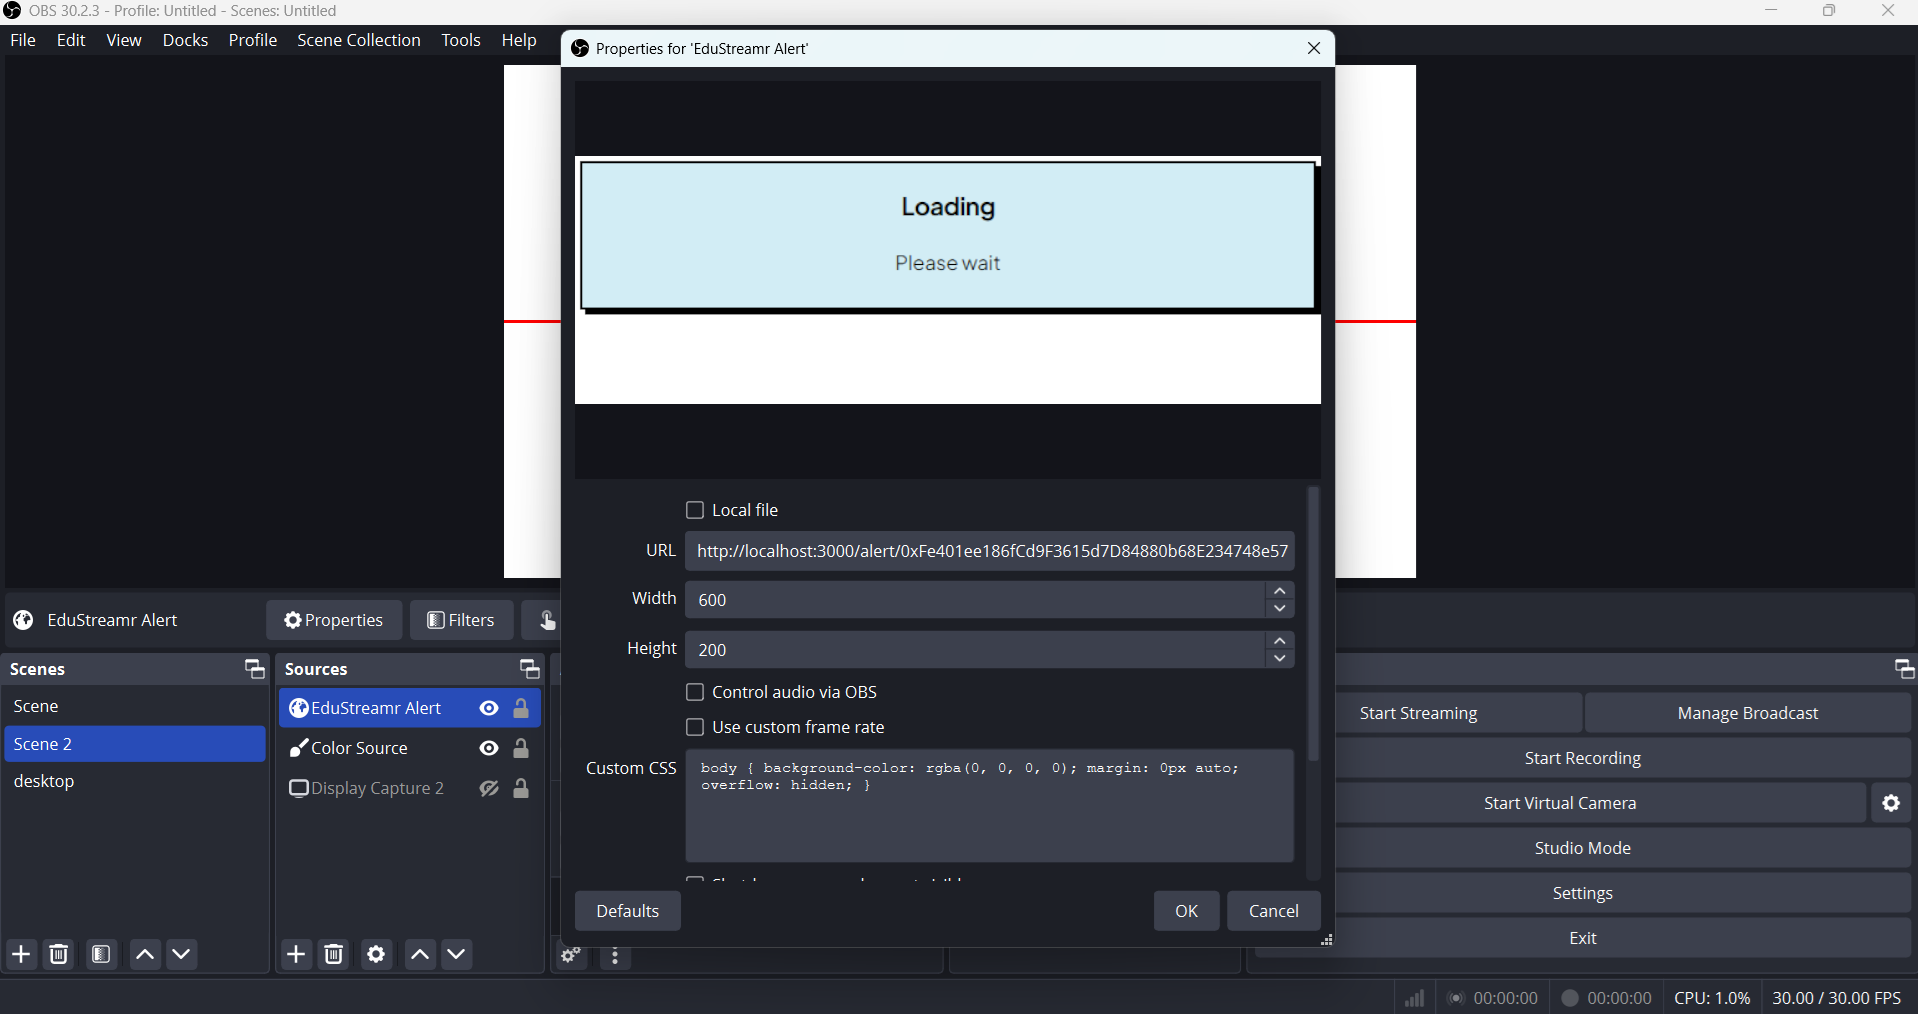 OBS 30.2.3 - Profile: Untitled - Scenes: Untitled
File Edit View Docks Profile Scene Collection Tools Help
Properties for 'EduStreamr Alert'
Loading
Please wait
Local file
URL http://localhost:3000/alert/0xFe401ee186fCd9F3615d7D84880b68E234748e57
Width 600
Height 200
Control audio via OBS
Use custom frame rate
Custom CSS body { background-color: rgba(0, 0, 0, 0); margin: 0px auto;
overflow: hidden; }
Defaults OK Cancel
EduStreamr Alert Properties Filters
Scenes
Scene
Scene 2
desktop
Sources
EduStreamr Alert
Color Source
Display Capture 2
Start Streaming Manage Broadcast
Start Recording
Start Virtual Camera
Studio Mode
Settings
Exit
00:00:00 00:00:00 CPU: 1.0% 30.00 / 30.00 FPS